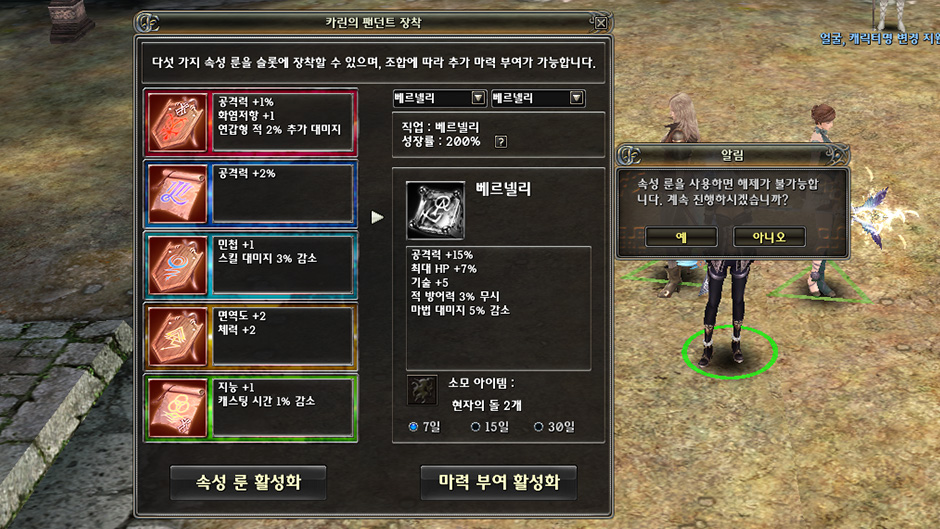 카린의 팬던트 장착
얼굴, 캐릭터명 변경 지원
다섯 가지 속성 룬을 슬롯에 장착할 수 있으며, 조합에 따라 추가 마력 부여가 가능합니다.
공격력 +1%
화염저항 +1
연갑형 적 2% 추가 대미지
공격력 +2%
민첩 +1
스킬 대미지 3% 감소
면역도 +2
체력 +2
지능 +1
캐스팅 시간 1% 감소
속성 룬 활성화
베르넬리 베르넬리
직업 : 베르넬리
성장률 : 200% ?
베르넬리
공격력 +15%
최대 HP +7%
기술 +5
적 방어력 3% 무시
마법 대미지 5% 감소
소모 아이템 :
현자의 돌 2개
7일 15일 30일
마력 부여 활성화
알림
속성 룬을 사용하면 해제가 불가능합
니다. 계속 진행하시겠습니까?
예 아니오